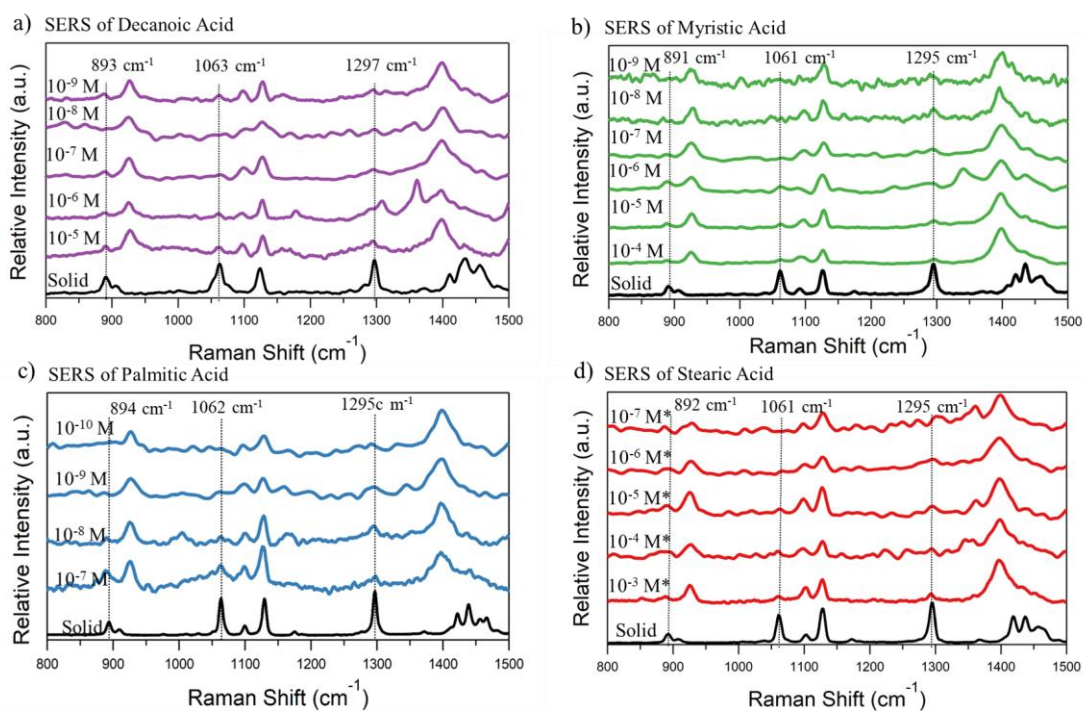 a) SERS of Decanoic Acid
893 cm⁻¹ 1063 cm⁻¹ 1297 cm⁻¹
10⁻⁹ M
10⁻⁸ M
10⁻⁷ M
10⁻⁶ M
10⁻⁵ M
Solid
Relative Intensity (a.u.)
800 900 1000 1100 1200 1300 1400 1500
Raman Shift (cm⁻¹)
b) SERS of Myristic Acid
891 cm⁻¹ 1061 cm⁻¹ 1295 cm⁻¹
10⁻⁹ M
10⁻⁸ M
10⁻⁷ M
10⁻⁶ M
10⁻⁵ M
10⁻⁴ M
Solid
Relative Intensity (a.u.)
800 900 1000 1100 1200 1300 1400 1500
Raman Shift (cm⁻¹)
c) SERS of Palmitic Acid
894 cm⁻¹ 1062 cm⁻¹ 1295c m⁻¹
10⁻¹⁰ M
10⁻⁹ M
10⁻⁸ M
10⁻⁷ M
Solid
Relative Intensity (a.u.)
800 900 1000 1100 1200 1300 1400 1500
Raman Shift (cm⁻¹)
d) SERS of Stearic Acid
10⁻⁷ M* 892 cm⁻¹ 1061 cm⁻¹ 1295 cm⁻¹
10⁻⁶ M*
10⁻⁵ M*
10⁻⁴ M*
10⁻³ M*
Solid
Relative Intensity (a.u.)
800 900 1000 1100 1200 1300 1400 1500
Raman Shift (cm⁻¹)